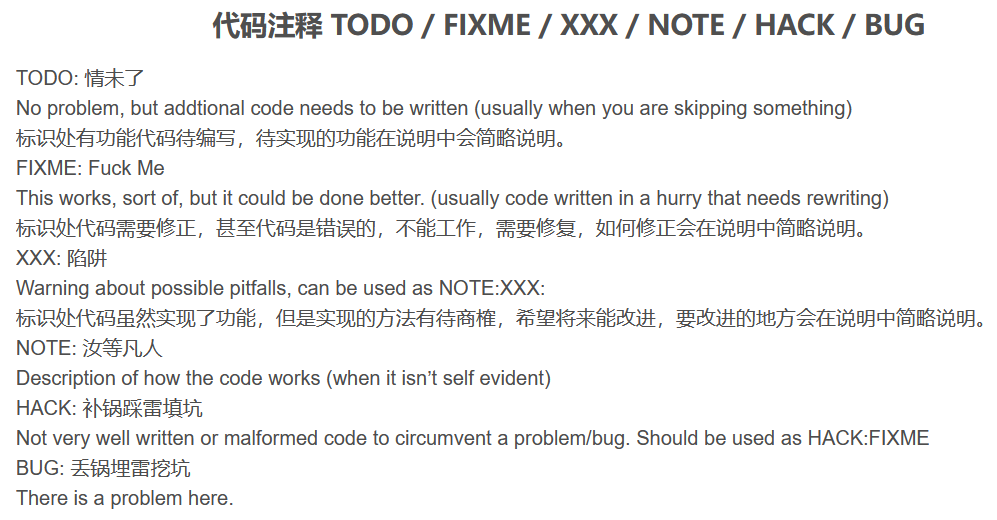 代码注释 TODO / FIXME / XXX / NOTE / HACK / BUG
TODO: 情未了
No problem, but addtional code needs to be written (usually when you are skipping something)
标识处有功能代码待编写，待实现的功能在说明中会简略说明。
FIXME: Fuck Me
This works, sort of, but it could be done better. (usually code written in a hurry that needs rewriting)
标识处代码需要修正，甚至代码是错误的，不能工作，需要修复，如何修正会在说明中简略说明。
XXX: 陷阱
Warning about possible pitfalls, can be used as NOTE:XXX:
标识处代码虽然实现了功能，但是实现的方法有待商榷，希望将来能改进，要改进的地方会在说明中简略说明。
NOTE: 汝等凡人
Description of how the code works (when it isn’t self evident)
HACK: 补锅踩雷填坑
Not very well written or malformed code to circumvent a problem/bug. Should be used as HACK:FIXME
BUG: 丢锅埋雷挖坑
There is a problem here.